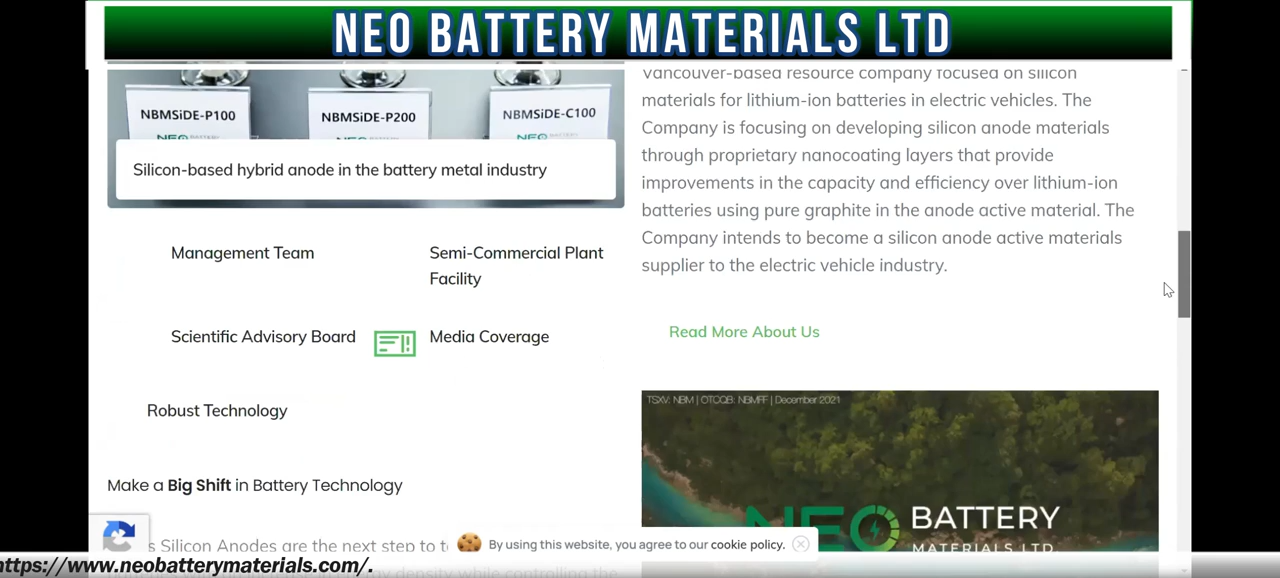 NEO BATTERY MATERIALS LTD
NBMSiDE-P100
NBMSiDE-P200
NBMSiDE-C100
NEO
NEO
Silicon-based hybrid anode in the battery metal industry
Management Team
Semi-Commercial Plant
Facility
Scientific Advisory Board
Media Coverage
Robust Technology
Make a Big Shift in Battery Technology
s Silicon Anodes are the next step to t
Vancouver-based resource company focused on silicon
materials for lithium-ion batteries in electric vehicles. The
Company is focusing on developing silicon anode materials
through proprietary nanocoating layers that provide
improvements in the capacity and efficiency over lithium-ion
batteries using pure graphite in the anode active material. The
Company intends to become a silicon anode active materials
supplier to the electric vehicle industry.
Read More About Us
TSXV: NBM | OTCQB: NBMFF | December 2021
NEO BATTERY
MATERIALS LTD.
By using this website, you agree to our cookie policy.
https://www.neobatterymaterials.com/.